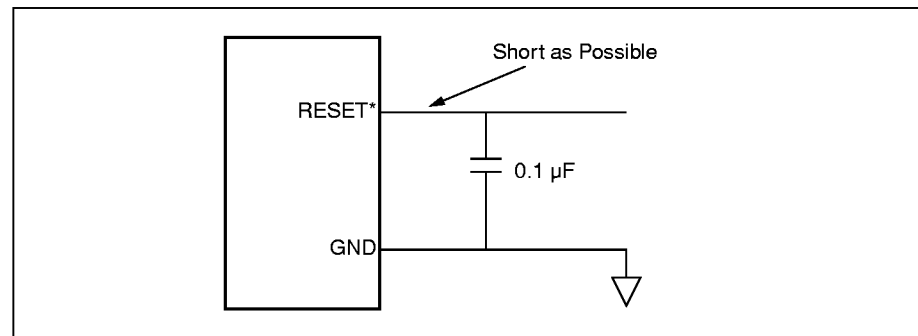 Short as Possible
RESET*
0.1 µF
GND